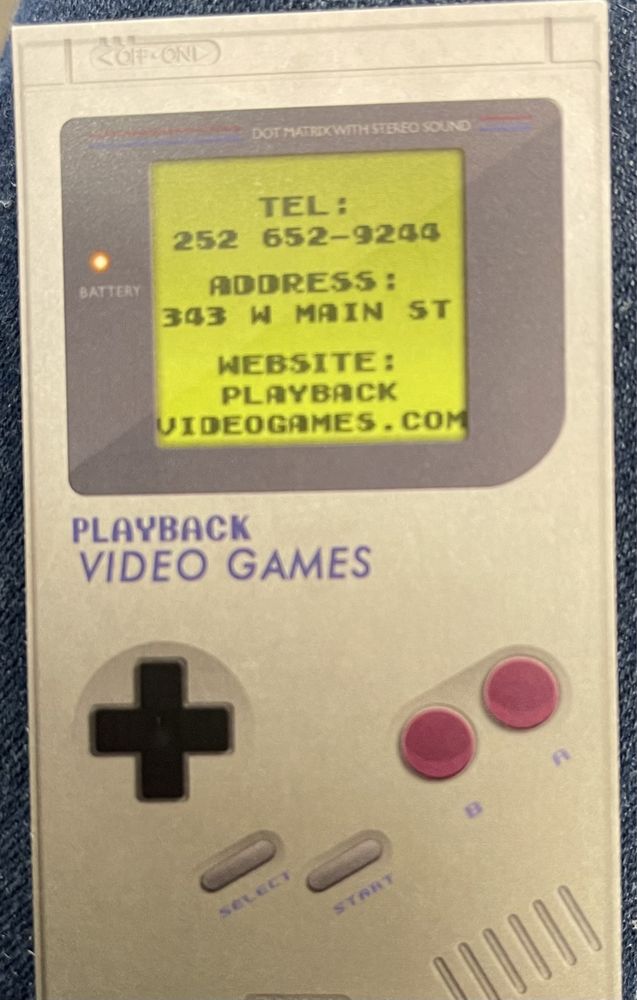 OFF•ON
DOT MATRIX WITH STEREO SOUND
BATTERY
TEL:
252 652-9244
ADDRESS:
343 W MAIN ST
WEBSITE:
PLAYBACK
VIDEOGAMES.COM
PLAYBACK
VIDEO GAMES
A
B
SELECT
START